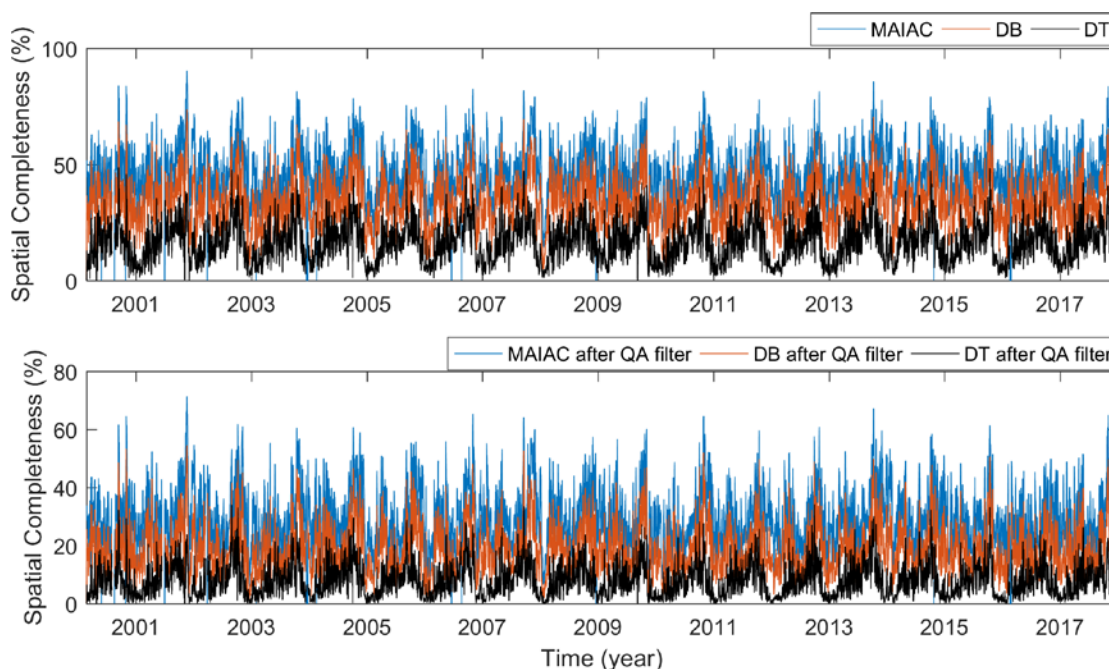 MAIAC DB DT
Spatial Completeness (%)
100
50
0
2001 2003 2005 2007 2009 2011 2013 2015 2017
MAIAC after QA filter DB after QA filter DT after QA filter
Spatial Completeness (%)
80
60
40
20
0
2001 2003 2005 2007 2009 2011 2013 2015 2017
Time (year)